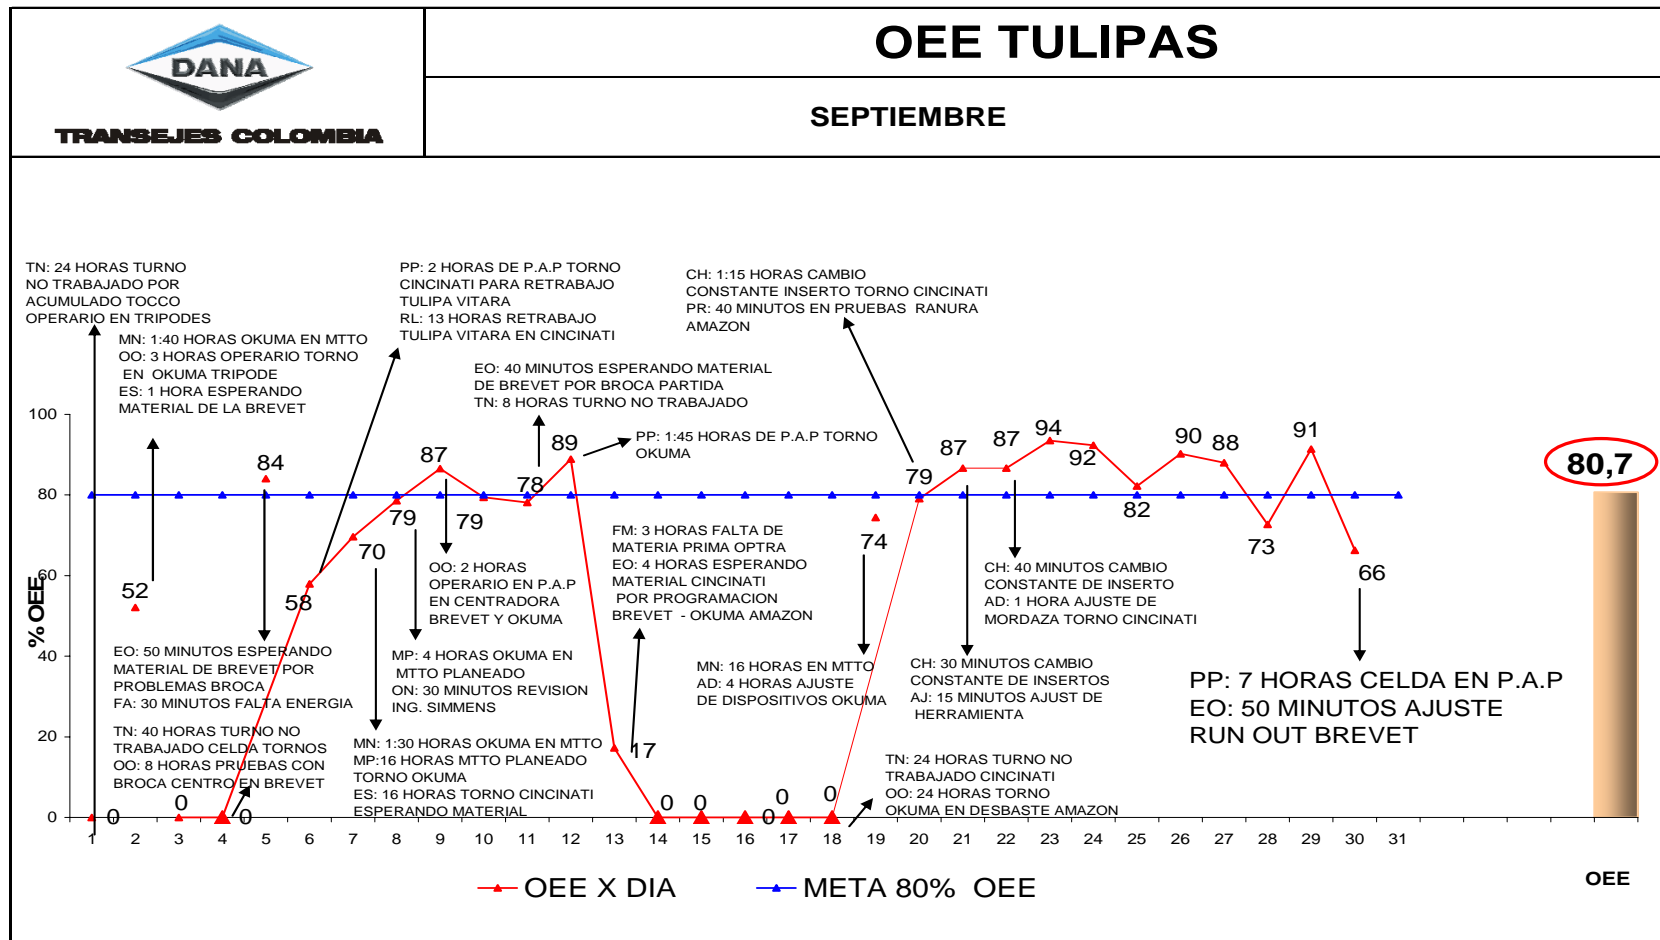 DANA
TRANSEJES COLOMBIA
OEE TULIPAS
SEPTIEMBRE
TN: 24 HORAS TURNO
NO TRABAJADO POR
ACUMULADO TOCCO
OPERARIO EN TRIPODES
MN: 1:40 HORAS OKUMA EN MTTO
OO: 3 HORAS OPERARIO TORNO
EN OKUMA TRIPODE
ES: 1 HORA ESPERANDO
MATERIAL DE LA BREVET
PP: 2 HORAS DE P.A.P TORNO
CINCINATI PARA RETRABAJO
TULIPA VITARA
RL: 13 HORAS RETRABAJO
TULIPA VITARA EN CINCINATI
EO: 40 MINUTOS ESPERANDO MATERIAL
DE BREVET POR BROCA PARTIDA
TN: 8 HORAS TURNO NO TRABAJADO
PP: 1:45 HORAS DE P.A.P TORNO
OKUMA
CH: 1:15 HORAS CAMBIO
CONSTANTE INSERTO TORNO CINCINATI
PR: 40 MINUTOS EN PRUEBAS RANURA
AMAZON
% OEE
100
80
60
40
20
0
0
52
0
0
84
58
70
79
87
79
78
89
17
0
0
0
0
0
74
79
87
87
94
92
82
90
88
73
91
66
80,7
EO: 50 MINUTOS ESPERANDO
MATERIAL DE BREVET POR
PROBLEMAS BROCA
FA: 30 MINUTOS FALTA ENERGIA
TN: 40 HORAS TURNO NO
TRABAJADO CELDA TORNOS
OO: 8 HORAS PRUEBAS CON
BROCA CENTRO EN BREVET
MN: 1:30 HORAS OKUMA EN MTTO
MP:16 HORAS MTTO PLANEADO
TORNO OKUMA
ES: 16 HORAS TORNO CINCINATI
ESPERANDO MATERIAL
MP: 4 HORAS OKUMA EN
MTTO PLANEADO
ON: 30 MINUTOS REVISION
ING. SIMMENS
OO: 2 HORAS
OPERARIO EN P.A.P
EN CENTRADORA
BREVET Y OKUMA
FM: 3 HORAS FALTA DE
MATERIA PRIMA OPTRA
EO: 4 HORAS ESPERANDO
MATERIAL CINCINATI
POR PROGRAMACION
BREVET - OKUMA AMAZON
MN: 16 HORAS EN MTTO
AD: 4 HORAS AJUSTE
DE DISPOSITIVOS OKUMA
TN: 24 HORAS TURNO NO
TRABAJADO CINCINATI
OO: 24 HORAS TORNO
OKUMA EN DESBASTE AMAZON
CH: 30 MINUTOS CAMBIO
CONSTANTE DE INSERTOS
AJ: 15 MINUTOS AJUST DE
HERRAMIENTA
CH: 40 MINUTOS CAMBIO
CONSTANTE DE INSERTO
AD: 1 HORA AJUSTE DE
MORDAZA TORNO CINCINATI
PP: 7 HORAS CELDA EN P.A.P
EO: 50 MINUTOS AJUSTE
RUN OUT BREVET
1 2 3 4 5 6 7 8 9 10 11 12 13 14 15 16 17 18 19 20 21 22 23 24 25 26 27 28 29 30 31
OEE
OEE X DIA
META 80% OEE